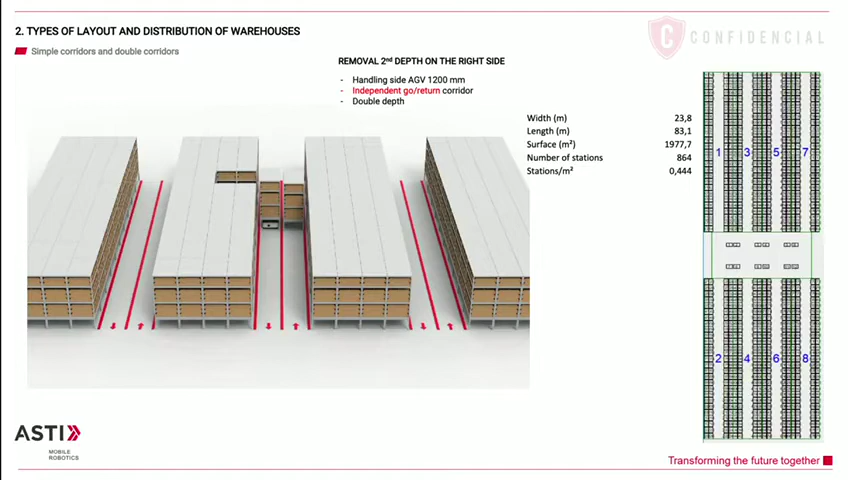 2. TYPES OF LAYOUT AND DISTRIBUTION OF WAREHOUSES
Simple corridors and double corridors
CONFIDENCIAL
REMOVAL 2nd DEPTH ON THE RIGHT SIDE
- Handling side AGV 1200 mm
- Independent go/return corridor
- Double depth
Width (m) 23,8
Length (m) 83,1
Surface (m²) 1977,7
Number of stations 864
Stations/m² 0,444
1 3 5 7
2 4 6 8
ASTI
MOBILE
ROBOTICS
Transforming the future together